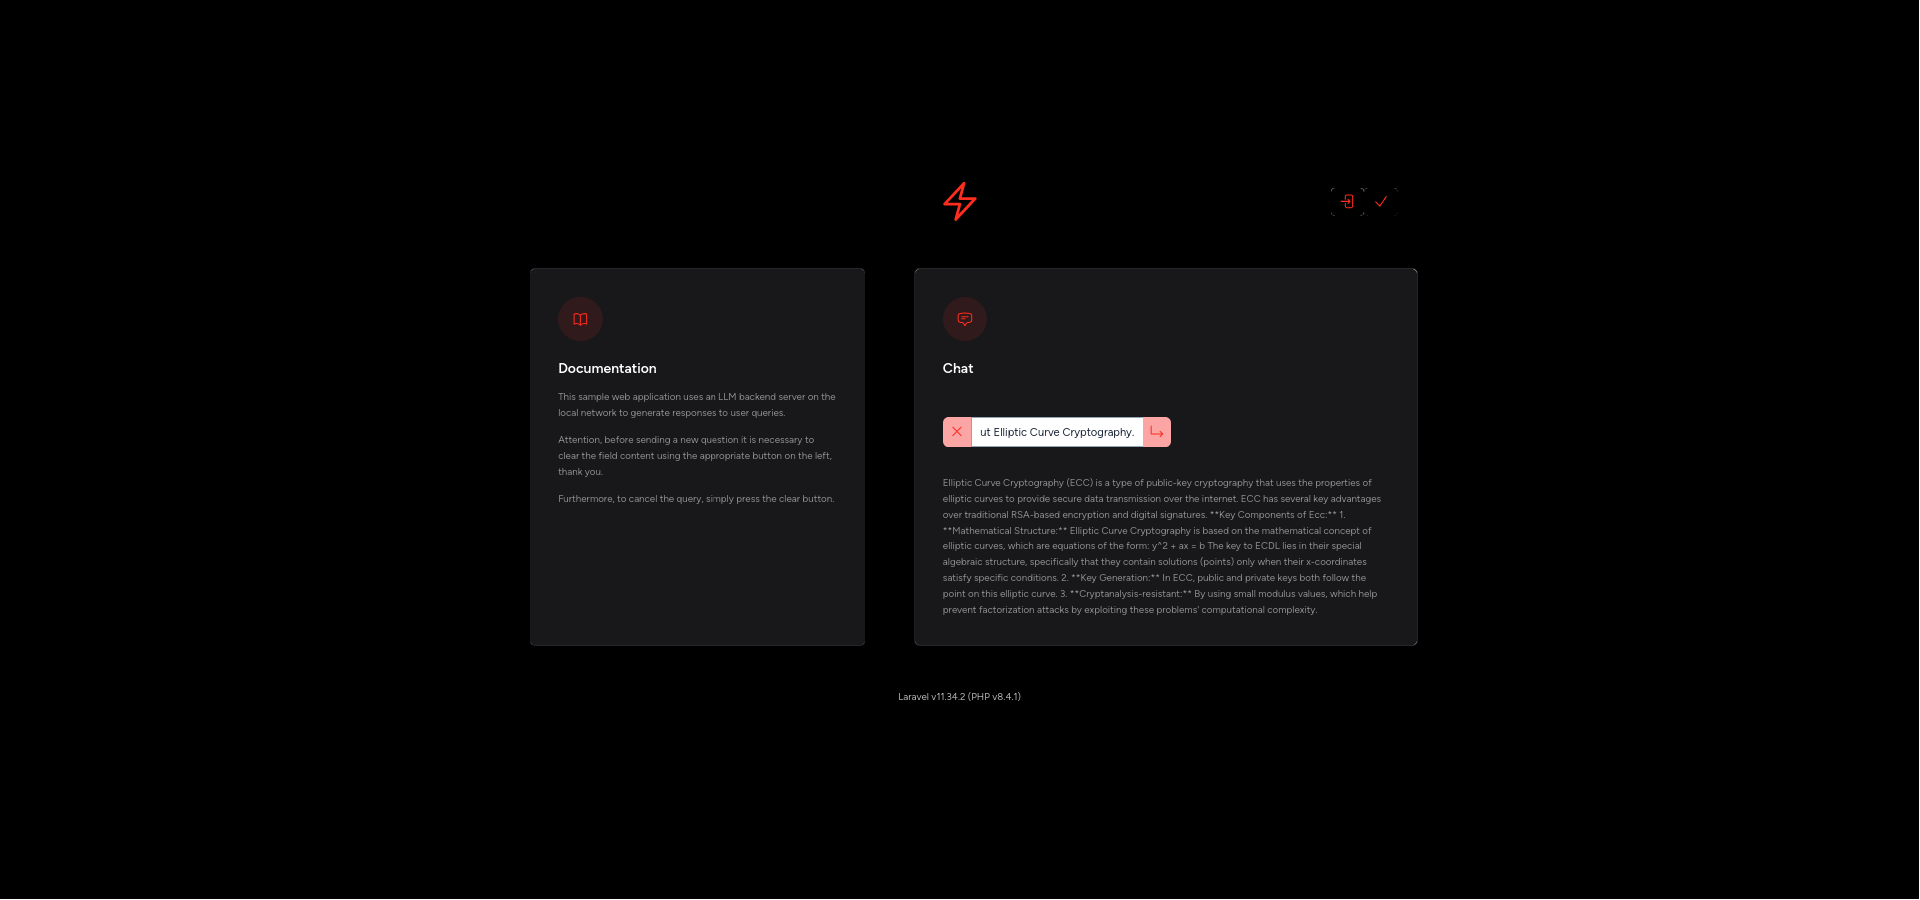 Documentation
This sample web application uses an LLM backend server on the
local network to generate responses to user queries.
Attention, before sending a new question it is necessary to
clear the field content using the appropriate button on the left,
thank you.
Furthermore, to cancel the query, simply press the clear button.
Chat
ut Elliptic Curve Cryptography.
Elliptic Curve Cryptography (ECC) is a type of public-key cryptography that uses the properties of
elliptic curves to provide secure data transmission over the internet. ECC has several key advantages
over traditional RSA-based encryption and digital signatures. **Key Components of Ecc:** 1.
**Mathematical Structure:** Elliptic Curve Cryptography is based on the mathematical concept of
elliptic curves, which are equations of the form: y^2 + ax = b The key to ECDL lies in their special
algebraic structure, specifically that they contain solutions (points) only when their x-coordinates
satisfy specific conditions. 2. **Key Generation:** In ECC, public and private keys both follow the
point on this elliptic curve. 3. **Cryptanalysis-resistant:** By using small modulus values, which help
prevent factorization attacks by exploiting these problems' computational complexity.
Laravel v11.34.2 (PHP v8.4.1)